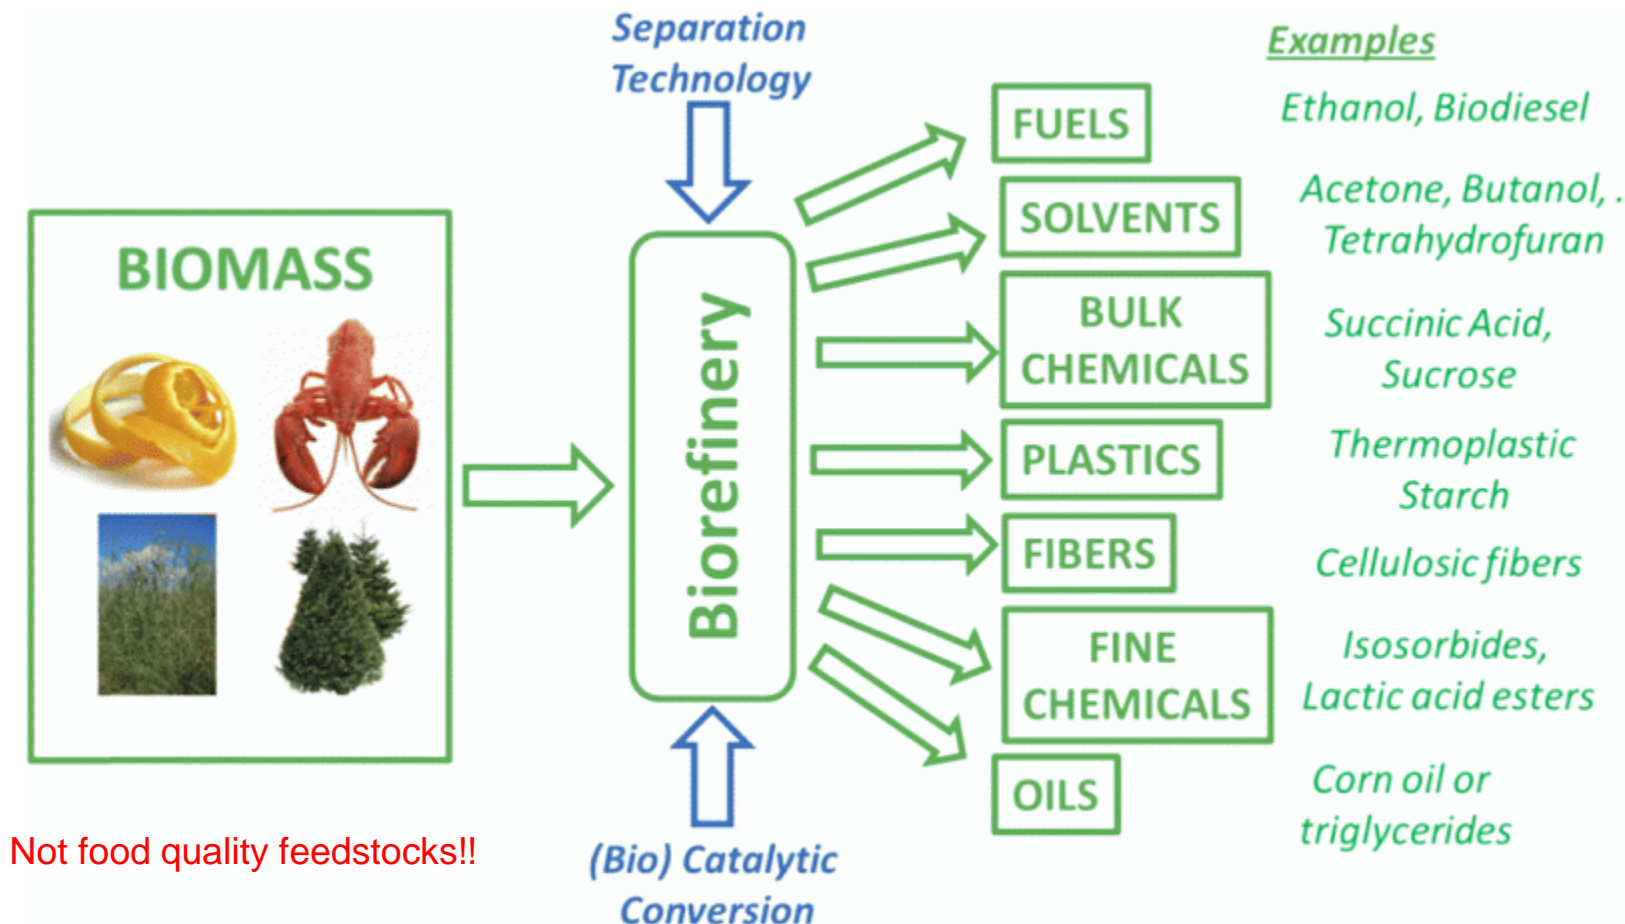 Separation
Technology
Examples
FUELS
Ethanol, Biodiesel
SOLVENTS
Acetone, Butanol, .
Tetrahydrofuran
BIOMASS
Biorefinery
BULK
CHEMICALS
Succinic Acid,
Sucrose
PLASTICS
Thermoplastic
Starch
FIBERS
Cellulosic fibers
FINE
CHEMICALS
Isosorbides,
Lactic acid esters
OILS
Corn oil or
triglycerides
Not food quality feedstocks!!
(Bio) Catalytic
Conversion